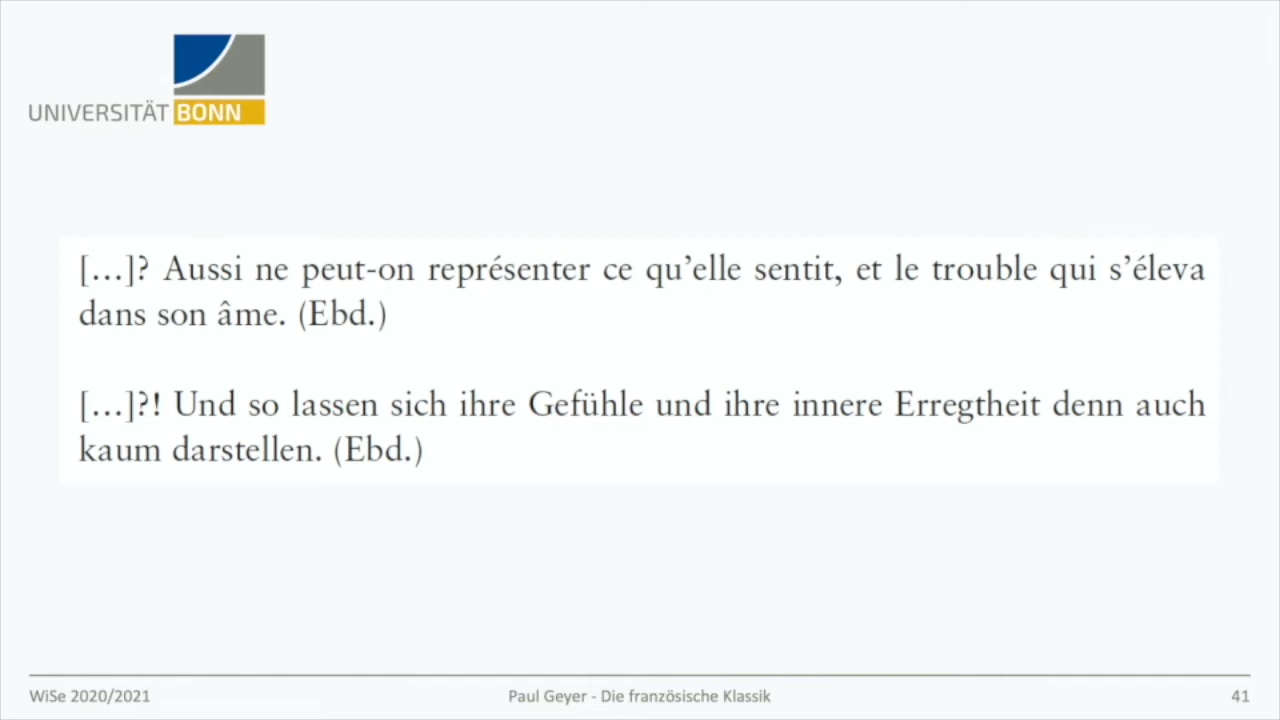 UNIVERSITÄT BONN
[…]? Aussi ne peut-on représenter ce qu’elle sentit, et le trouble qui s’éleva
dans son âme. (Ebd.)
[…]?! Und so lassen sich ihre Gefühle und ihre innere Erregtheit denn auch
kaum darstellen. (Ebd.)
WiSe 2020/2021
Paul Geyer - Die französische Klassik
41